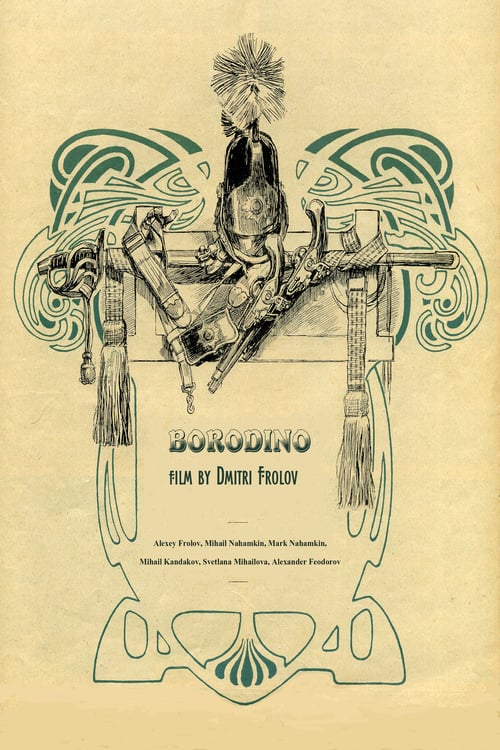 BORODINO
FILM BY DMITRI FROLOV
Alexey Frolov, Mihail Nahamkin, Mark Nahamkin,
Mihail Kandakov, Svetlana Mihailova, Alexander Feodorov